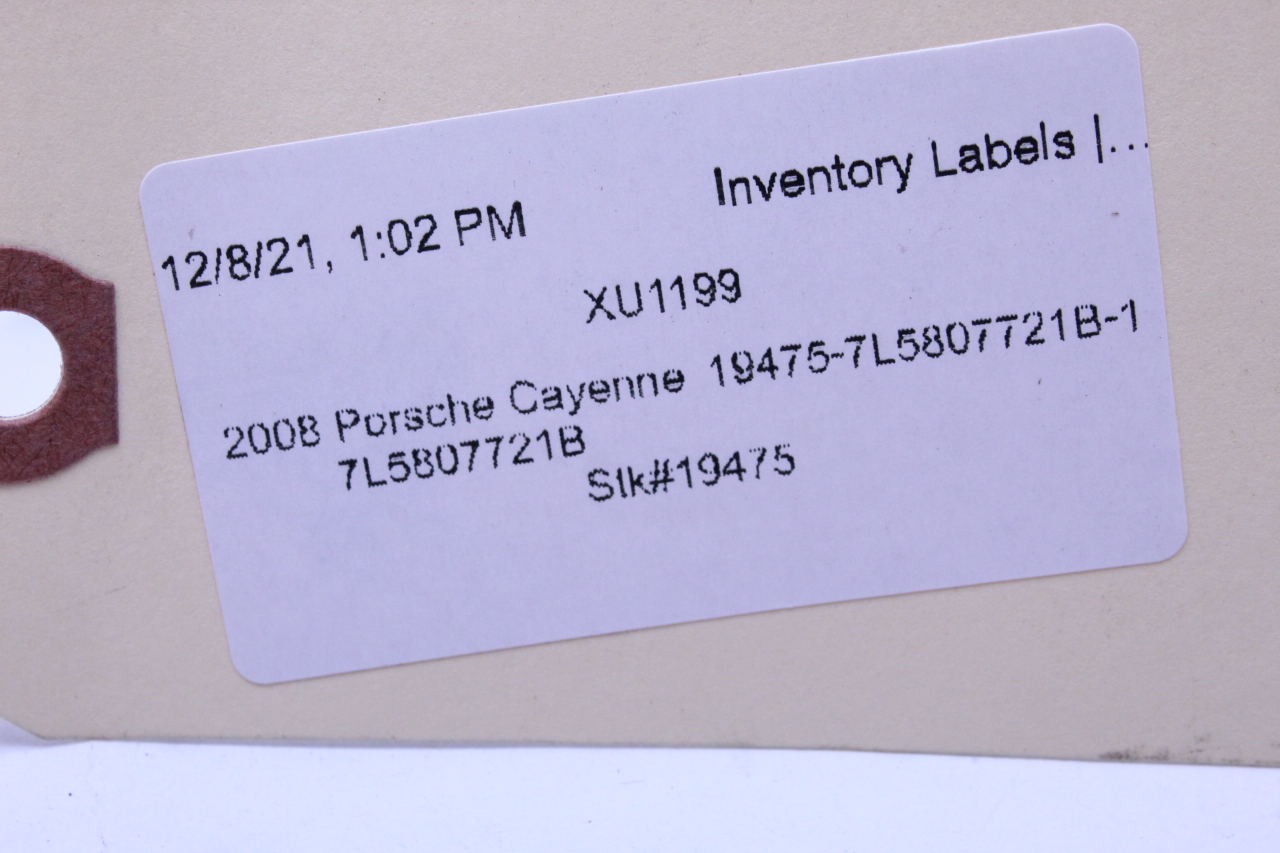 12/8/21, 1:02 PM Inventory Labels |...
XU1199
2008 Porsche Cayenne 19475-7L5807721B-1
7L5807721B
Stk#19475